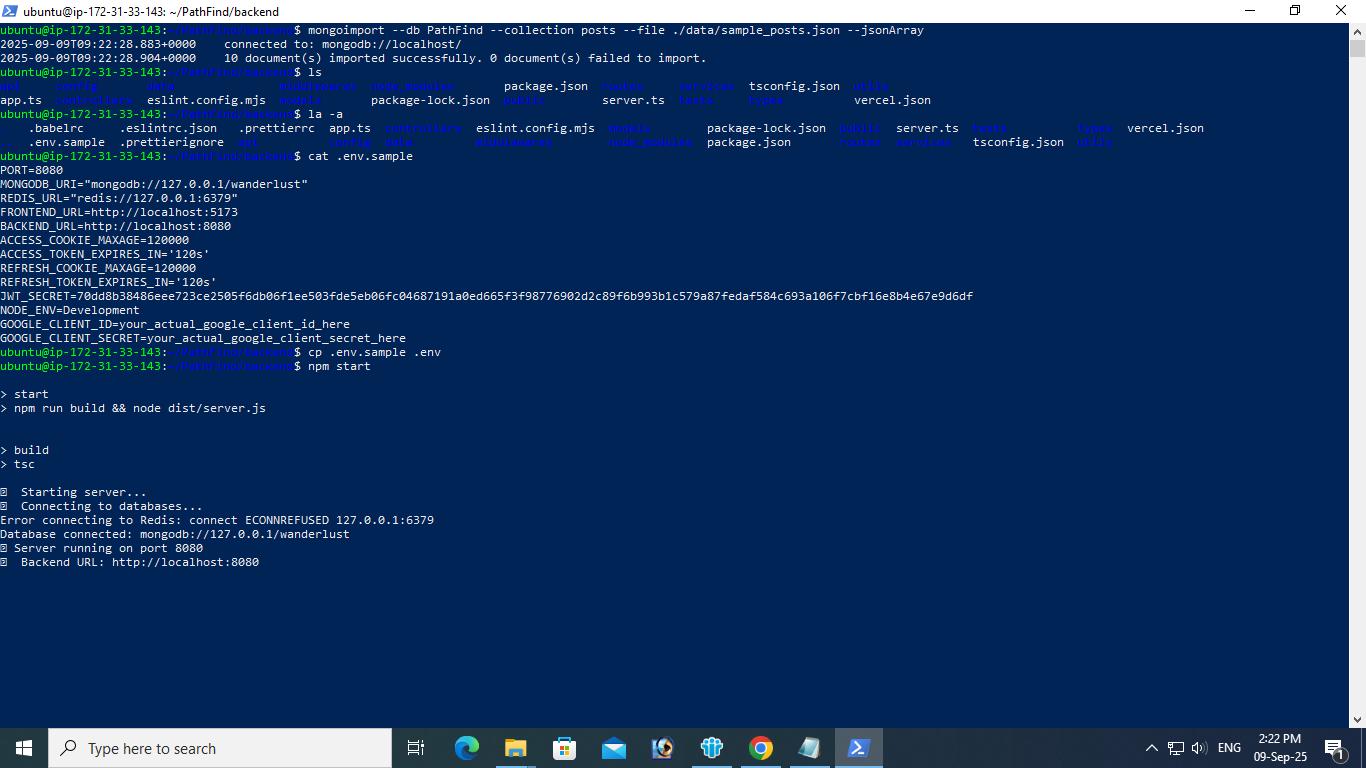 ubuntu@ip-172-31-33-143: ~/PathFind/backend
ubuntu@ip-172-31-33-143:~/PathFind/backend$ mongoimport --db PathFind --collection posts --file ./data/sample_posts.json --jsonArray
2025-09-09T09:22:28.883+0000    connected to: mongodb://localhost/
2025-09-09T09:22:28.904+0000    10 document(s) imported successfully. 0 document(s) failed to import.
ubuntu@ip-172-31-33-143:~/PathFind/backend$ ls
api config data middlewares node_modules package.json routes services tsconfig.json utils
app.ts controllers eslint.config.mjs models package-lock.json public server.ts tests types vercel.json
ubuntu@ip-172-31-33-143:~/PathFind/backend$ la -a
. .babelrc .eslintrc.json .prettierrc app.ts controllers eslint.config.mjs models package-lock.json public server.ts tests types vercel.json
.. .env.sample .prettierignore api config data middlewares node_modules package.json routes services tsconfig.json utils
ubuntu@ip-172-31-33-143:~/PathFind/backend$ cat .env.sample
PORT=8080
MONGODB_URI="mongodb://127.0.0.1/wanderlust"
REDIS_URL="redis://127.0.0.1:6379"
FRONTEND_URL=http://localhost:5173
BACKEND_URL=http://localhost:8080
ACCESS_COOKIE_MAXAGE=120000
ACCESS_TOKEN_EXPIRES_IN='120s'
REFRESH_COOKIE_MAXAGE=120000
REFRESH_TOKEN_EXPIRES_IN='120s'
JWT_SECRET=70dd8b38486eee723ce2505f6db06f1ee503fde5eb06fc04687191a0ed665f3f98776902d2c89f6b993b1c579a87fedaf584c693a106f7cbf16e8b4e67e9d6df
NODE_ENV=Development
GOOGLE_CLIENT_ID=your_actual_google_client_id_here
GOOGLE_CLIENT_SECRET=your_actual_google_client_secret_here
ubuntu@ip-172-31-33-143:~/PathFind/backend$ cp .env.sample .env
ubuntu@ip-172-31-33-143:~/PathFind/backend$ npm start
> start
> npm run build && node dist/server.js
> build
> tsc
Starting server...
Connecting to databases...
Error connecting to Redis: connect ECONNREFUSED 127.0.0.1:6379
Database connected: mongodb://127.0.0.1/wanderlust
Server running on port 8080
Backend URL: http://localhost:8080
Type here to search
ENG
2:22 PM
09-Sep-25
1